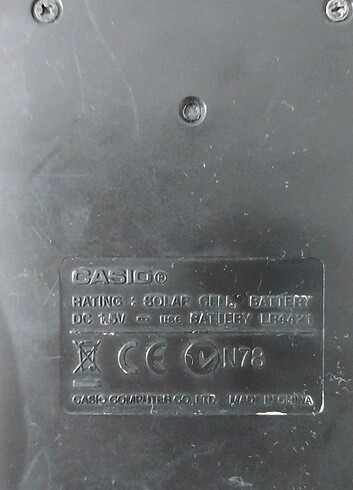 CASIO®
RATING : SOLAR CELL, BATTERY
DC 1.5V ⎓ USE BATTERY LR44×1
CE N78
CASIO COMPUTER CO., LTD. MADE IN CHINA